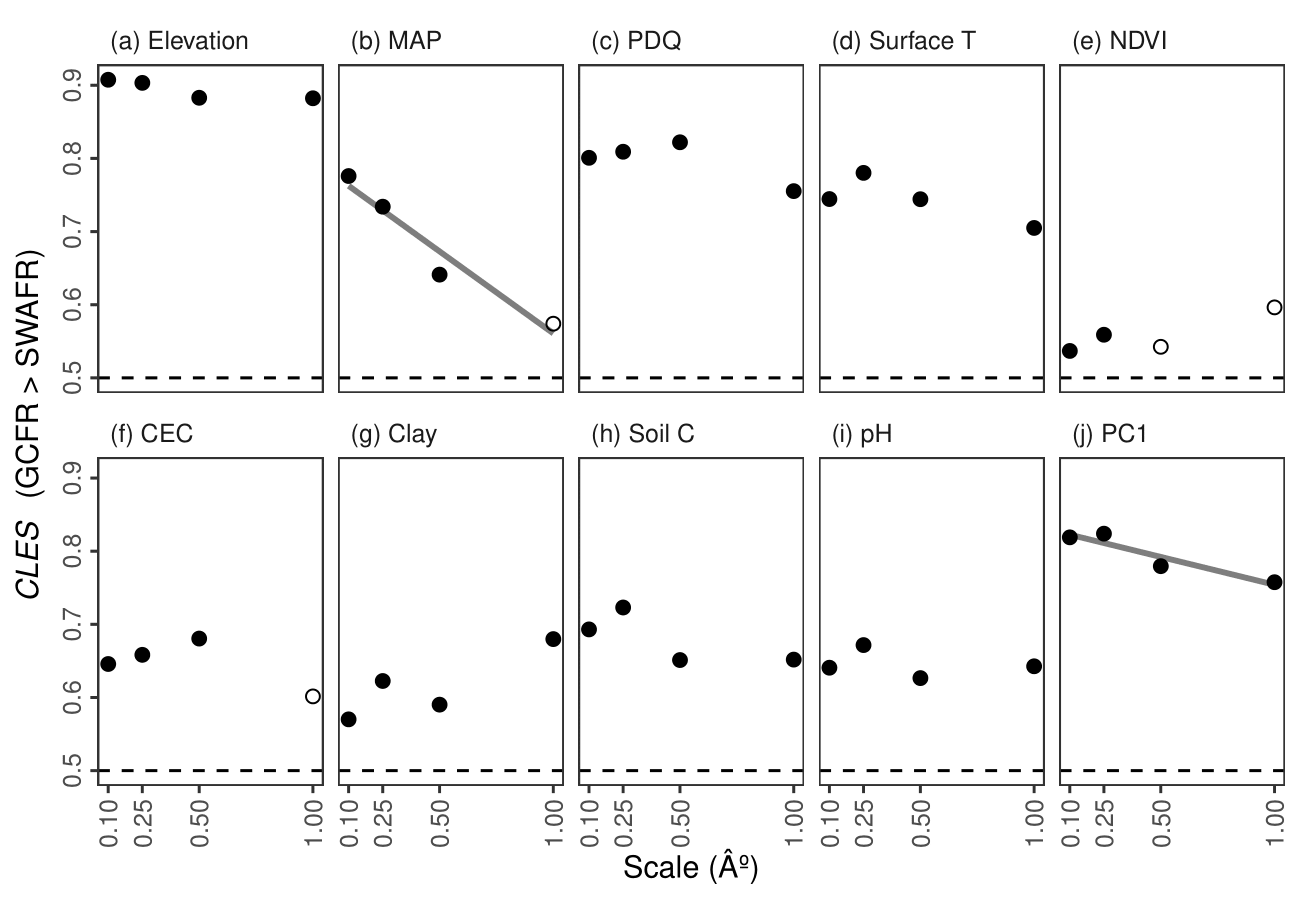 (a) Elevation
(b) MAP
(c) PDQ
(d) Surface T
(e) NDVI
0.9
0.8
0.7
0.6
0.5
CLES (GCFR > SWAFR)
(f) CEC
(g) Clay
(h) Soil C
(i) pH
(j) PC1
0.9
0.8
0.7
0.6
0.5
0.10 0.25 0.50 1.00
0.10 0.25 0.50 1.00
0.10 0.25 0.50 1.00
0.10 0.25 0.50 1.00
0.10 0.25 0.50 1.00
Scale (Âº)